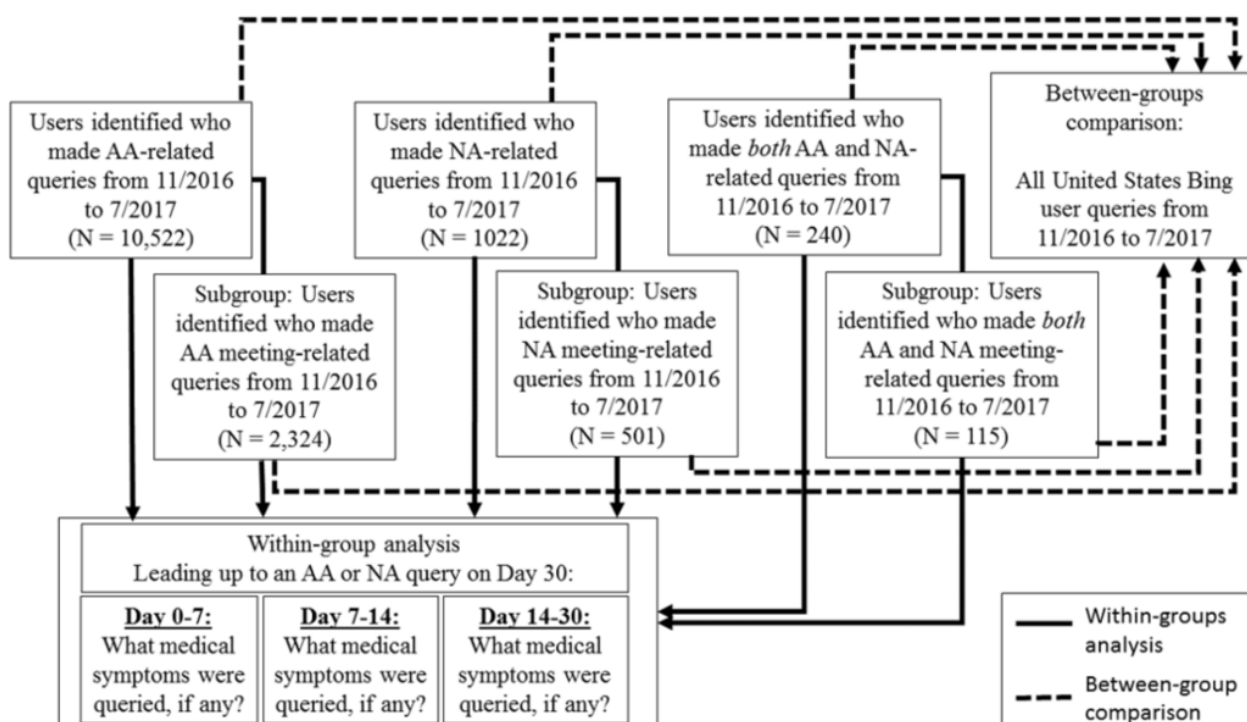 Users identified who
made AA-related
queries from 11/2016
to 7/2017
(N = 10,522)
Users identified who
made NA-related
queries from 11/2016
to 7/2017
(N = 1022)
Users identified who
made both AA and NA-
related queries from
11/2016 to 7/2017
(N = 240)
Between-groups
comparison:
All United States Bing
user queries from
11/2016 to 7/2017
Subgroup: Users
identified who made
AA meeting-related
queries from 11/2016
to 7/2017
(N = 2,324)
Subgroup: Users
identified who made
NA meeting-related
queries from 11/2016
to 7/2017
(N = 501)
Subgroup: Users
identified who made both
AA and NA meeting-
related queries from
11/2016 to 7/2017
(N = 115)
Within-group analysis
Leading up to an AA or NA query on Day 30:
Day 0-7:
What medical
symptoms were
queried, if any?
Day 7-14:
What medical
symptoms were
queried, if any?
Day 14-30:
What medical
symptoms were
queried, if any?
Within-groups
analysis
Between-group
comparison